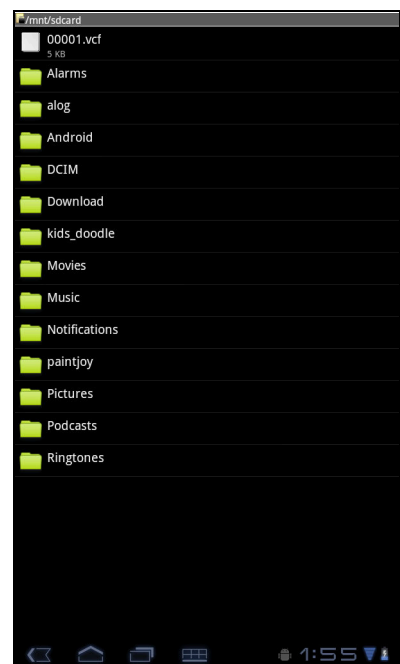 /mnt/sdcard
00001.vcf
5 KB
Alarms
alog
Android
DCIM
Download
kids_doodle
Movies
Music
Notifications
paintjoy
Pictures
Podcasts
Ringtones
1:55